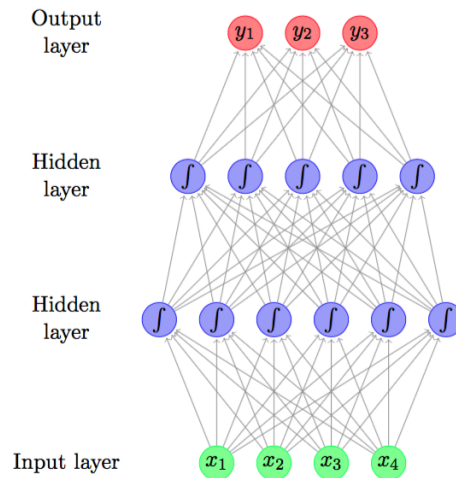 Output
layer
y1 y2 y3
Hidden
layer
∫ ∫ ∫ ∫ ∫
Hidden
layer
∫ ∫ ∫ ∫ ∫ ∫
Input layer
x1 x2 x3 x4